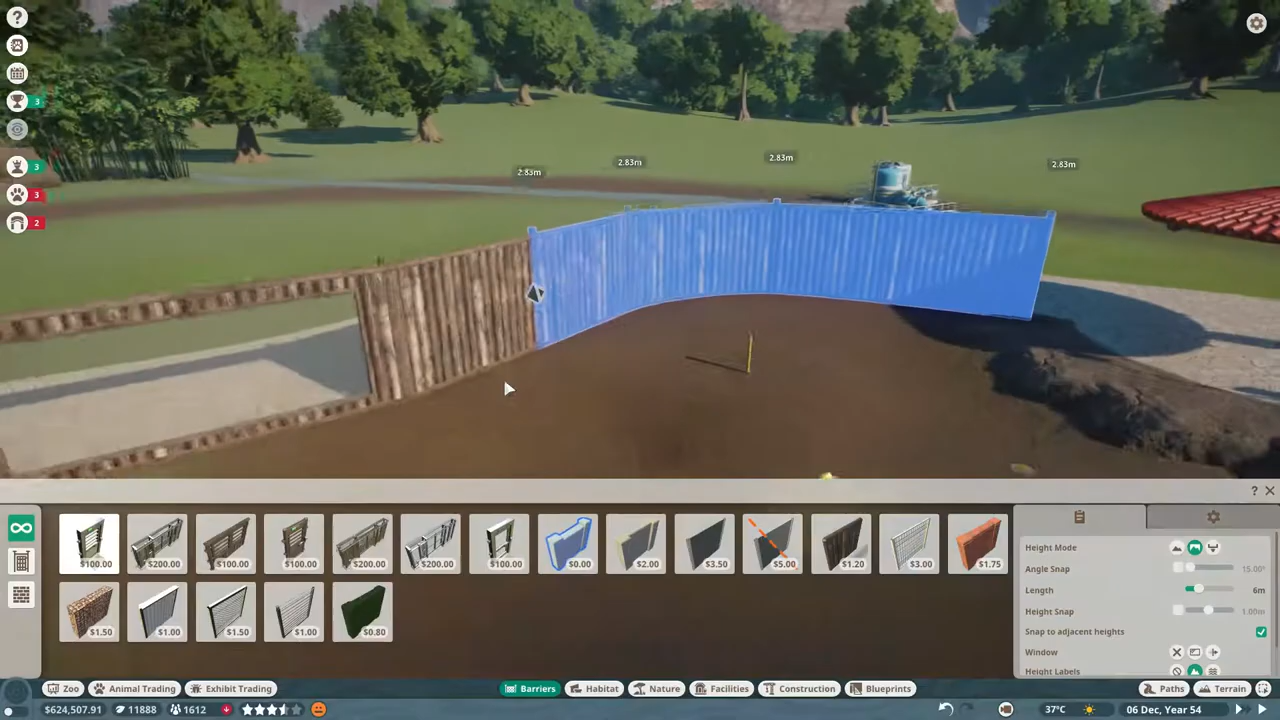 3
3
3
2
2.83m
2.83m
2.83m
2.83m
?
$100.00
$200.00
$100.00
$100.00
$200.00
$200.00
$100.00
$0.00
$2.00
$3.50
$5.00
$1.20
$3.00
$1.75
$1.50
$1.00
$1.50
$1.00
$0.80
Height Mode
Angle Snap 15.00°
Length 6m
Height Snap 1.00m
Snap to adjacent heights
Window
Height Labels
Zoo
Animal Trading
Exhibit Trading
Barriers
Habitat
Nature
Facilities
Construction
Blueprints
Paths
Terrain
$624,507.91
11888
1612
37°C
06 Dec, Year 54